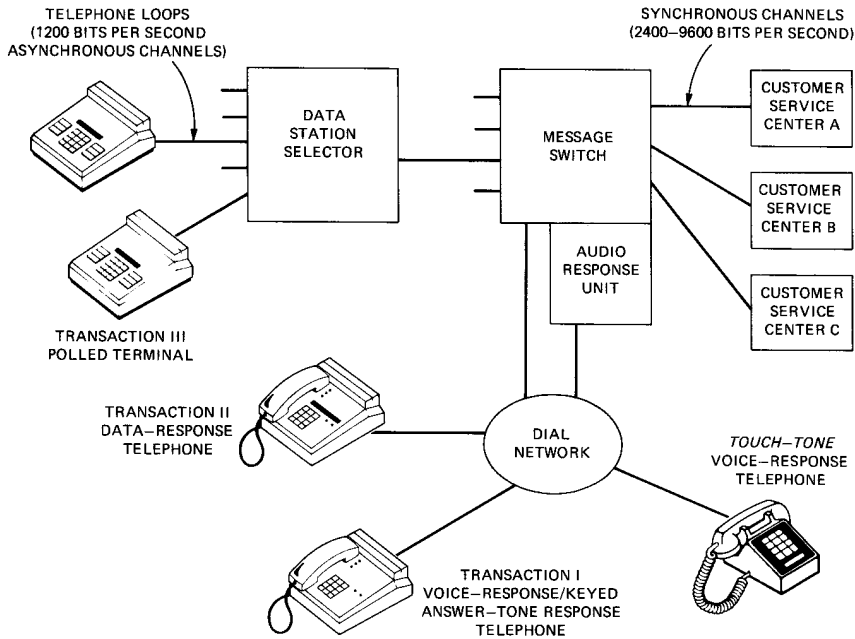 TELEPHONE LOOPS
(1200 BITS PER SECOND
ASYNCHRONOUS CHANNELS)
SYNCHRONOUS CHANNELS
(2400–9600 BITS PER SECOND)
DATA
STATION
SELECTOR
MESSAGE
SWITCH
CUSTOMER
SERVICE
CENTER A
CUSTOMER
SERVICE
CENTER B
AUDIO
RESPONSE
UNIT
CUSTOMER
SERVICE
CENTER C
TRANSACTION III
POLLED TERMINAL
TRANSACTION II
DATA–RESPONSE
TELEPHONE
DIAL
NETWORK
TOUCH–TONE
VOICE–RESPONSE
TELEPHONE
TRANSACTION I
VOICE–RESPONSE/KEYED
ANSWER–TONE RESPONSE
TELEPHONE